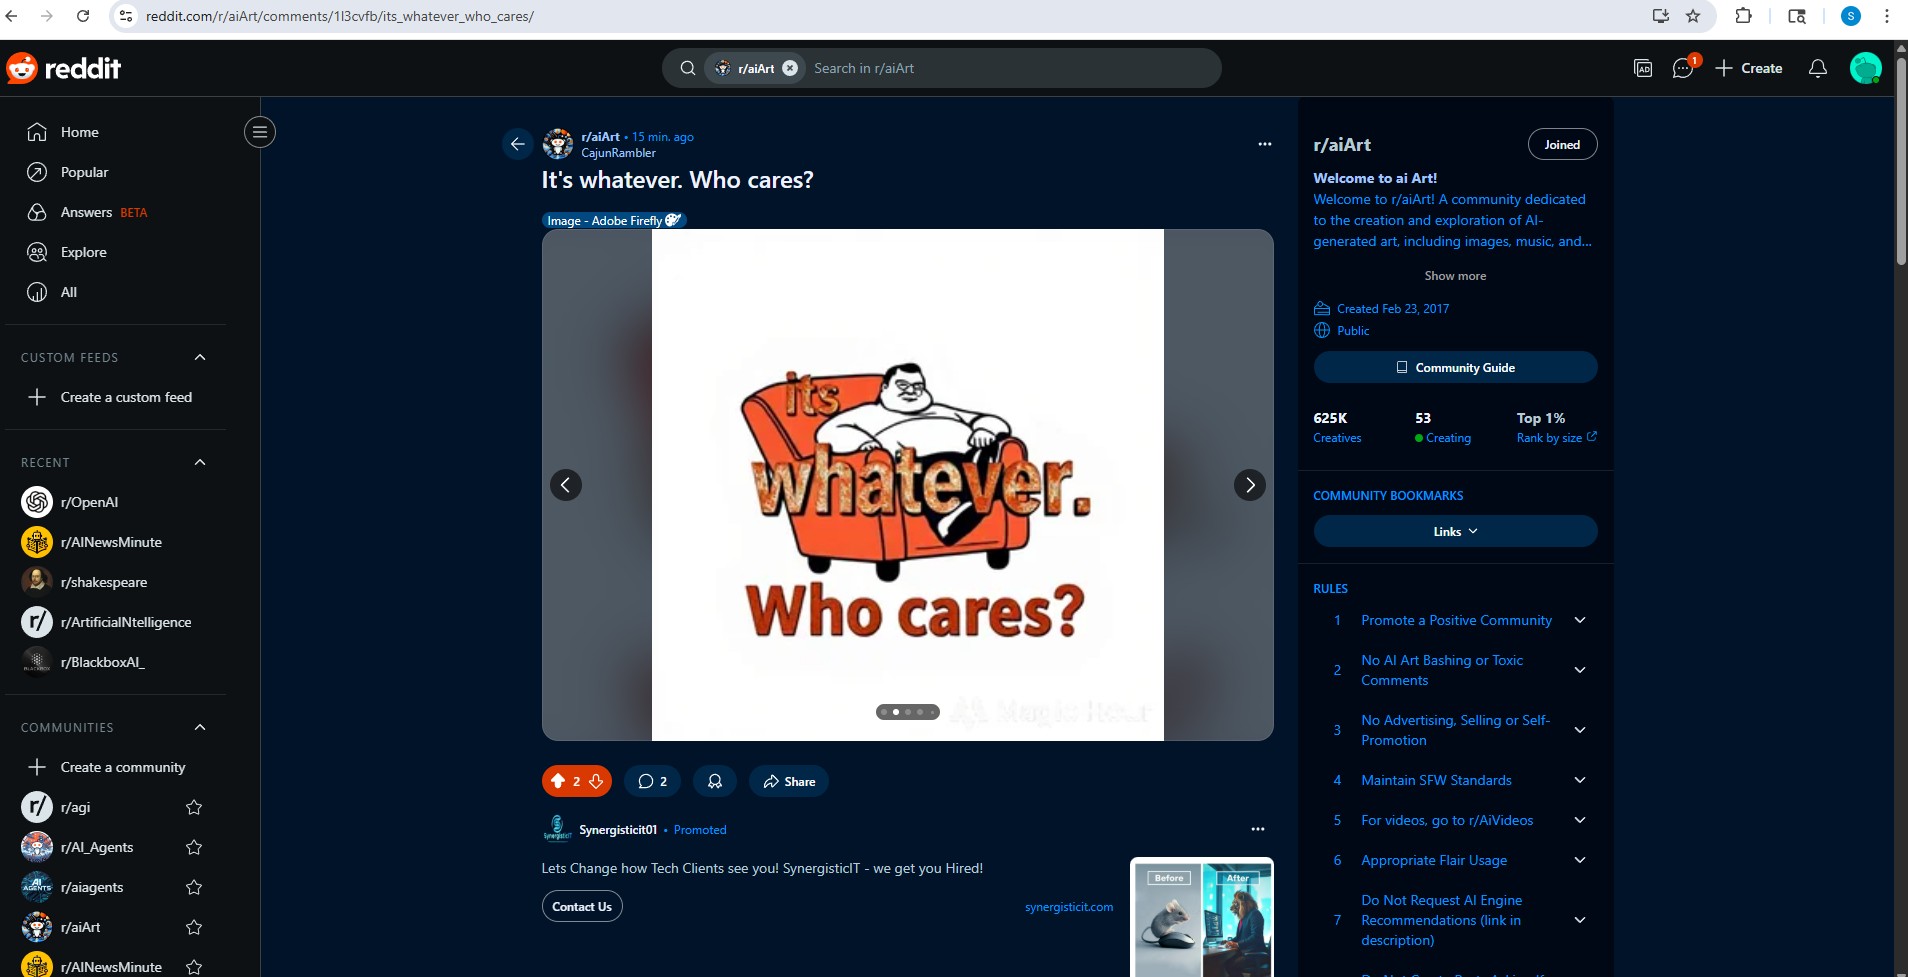 reddit.com/r/aiArt/comments/1l3cvfb/its_whatever_who_cares/
S
reddit
r/aiArt
Search in r/aiArt
AD
1
Create
Home
Popular
Answers BETA
Explore
All
CUSTOM FEEDS
Create a custom feed
RECENT
r/OpenAI
r/AINewsMinute
r/shakespeare
r/ArtificialNtelligence
r/BlackboxAI_
COMMUNITIES
Create a community
r/agi
r/AI_Agents
r/aiagents
r/aiArt
r/AINewsMinute
r/aiArt • 15 min. ago
CajunRambler
It's whatever. Who cares?
Image - Adobe Firefly
its
whatever.
Who cares?
Magic Hour
2
2
Share
Synergisticit01 • Promoted
Lets Change how Tech Clients see you! SynergisticIT - we get you Hired!
Contact Us
synergisticit.com
Before
After
r/aiArt
Joined
Welcome to ai Art!
Welcome to r/aiArt! A community dedicated
to the creation and exploration of AI-
generated art, including images, music, and...
Show more
Created Feb 23, 2017
Public
Community Guide
625K
53
Top 1%
Creatives
Creating
Rank by size
COMMUNITY BOOKMARKS
Links
RULES
1 Promote a Positive Community
2 No AI Art Bashing or Toxic
Comments
3 No Advertising, Selling or Self-
Promotion
4 Maintain SFW Standards
5 For videos, go to r/AiVideos
6 Appropriate Flair Usage
7 Do Not Request AI Engine
Recommendations (link in
description)